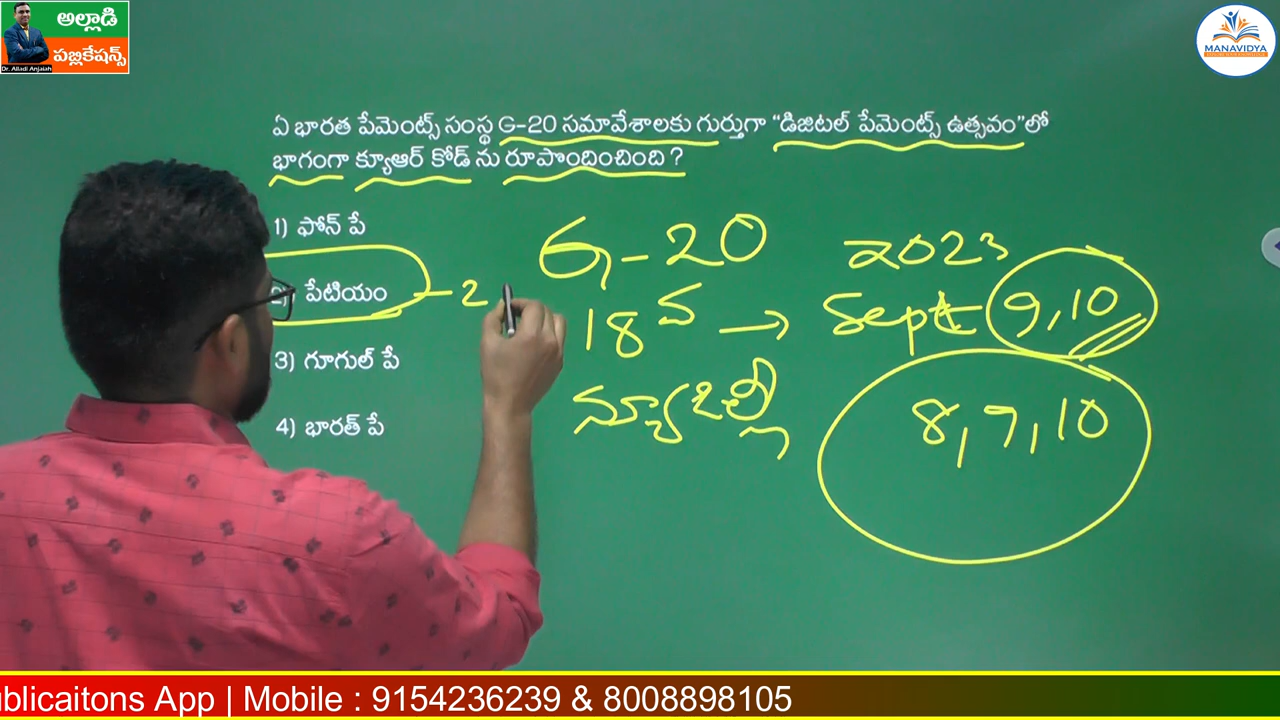 అల్లాడి
పబ్లికేషన్స్
Dr. Alladi Anjaiah
MANAVIDYA
ఏ భారత పేమెంట్స్ సంస్థ G-20 సమావేశాలకు గుర్తుగా “డిజిటల్ పేమెంట్స్ ఉత్సవం”లో
భాగంగా క్యూఆర్ కోడ్ ను రూపొందించింది ?
1) ఫోన్ పే
పేటియం - 2
3) గూగుల్ పే
4) భారత్ పే
G-20 2023
18వ → Sept 9,10
న్యూఢిల్లీ
8,9,10
ublicaitons App | Mobile : 9154236239 & 8008898105